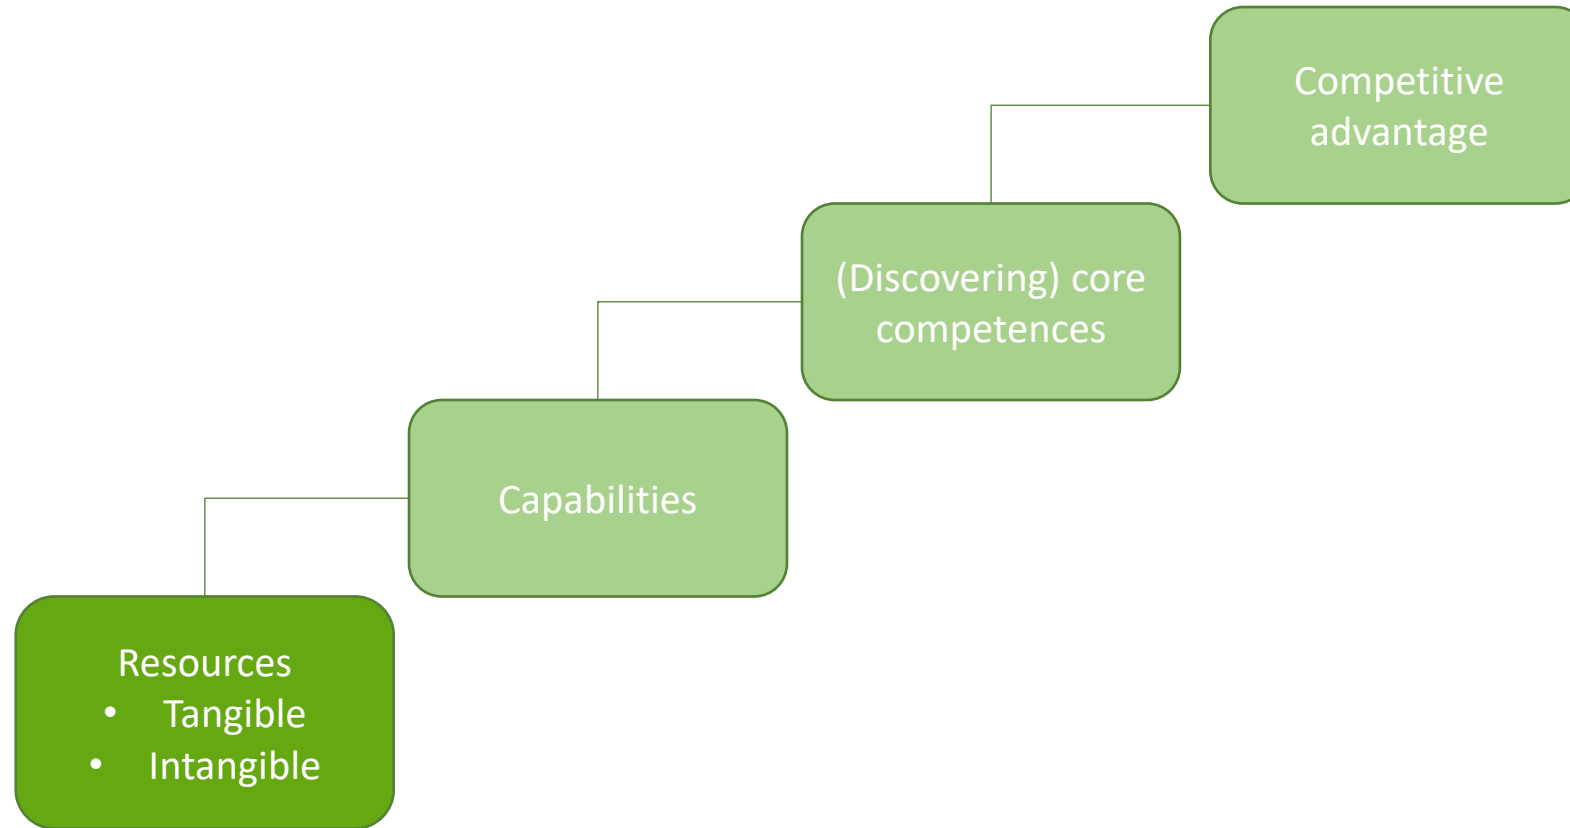 Competitive
advantage
(Discovering) core
competences
Capabilities
Resources
• Tangible
• Intangible